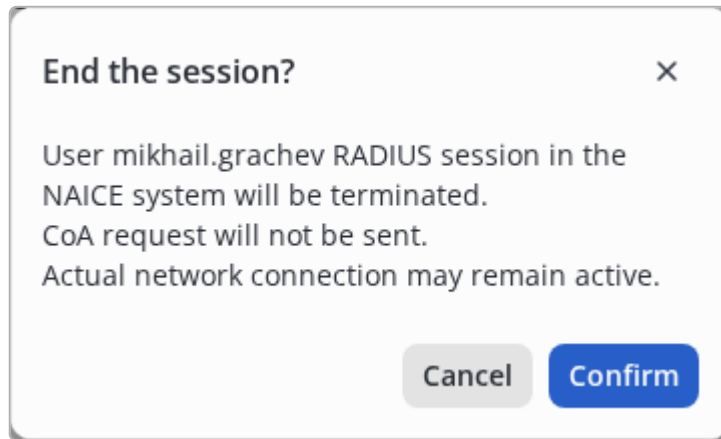 End the session?
User mikhail.grachev RADIUS session in the
NAICE system will be terminated.
CoA request will not be sent.
Actual network connection may remain active.
Cancel Confirm